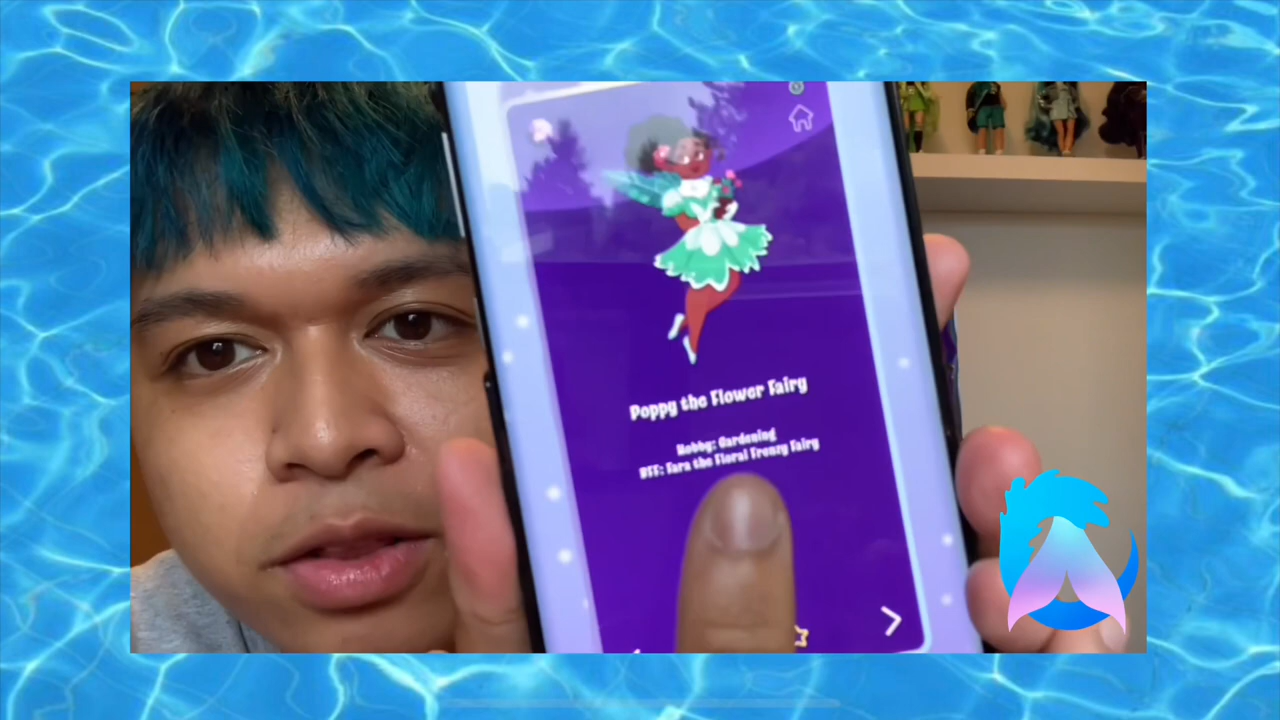 Poppy the Flower Fairy
Hobby: Gardening
BFF: Fara the Floral Frenzy Fairy